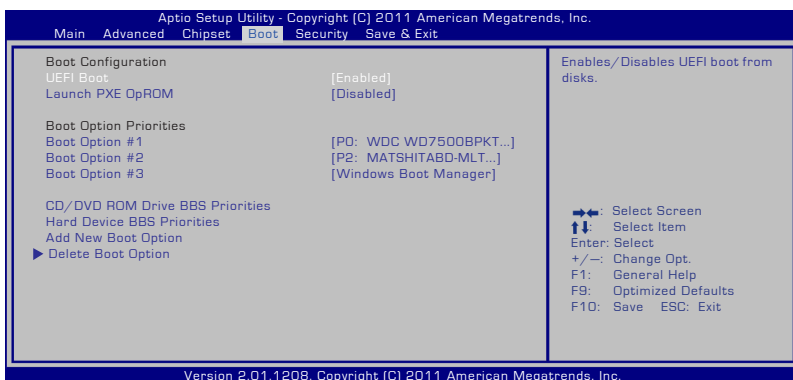 Aptio Setup Utility - Copyright (C) 2011 American Megatrends, Inc.
Main Advanced Chipset Boot Security Save & Exit
Boot Configuration
UEFI Boot [Enabled]
Launch PXE OpROM [Disabled]
Boot Option Priorities
Boot Option #1 [P0: WDC WD7500BPKT...]
Boot Option #2 [P2: MATSHITABD-MLT...]
Boot Option #3 [Windows Boot Manager]
CD/DVD ROM Drive BBS Priorities
Hard Device BBS Priorities
Add New Boot Option
Delete Boot Option
Enables/Disables UEFI boot from
disks.
→←: Select Screen
↑↓: Select Item
Enter: Select
+/—: Change Opt.
F1: General Help
F9: Optimized Defaults
F10: Save ESC: Exit
Version 2.01.1208. Copyright (C) 2011 American Megatrends, Inc.